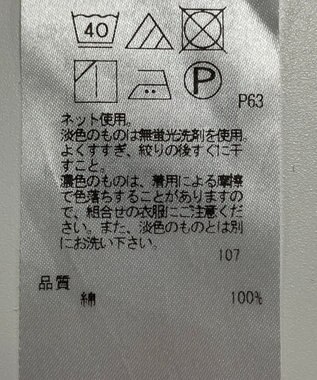 40
P
P63
ネット使用。
淡色のものは無蛍光洗剤を使用。
よくすすぎ、絞りの後すぐに干
すこと。
濃色のものは、着用による摩擦
で色落ちすることがありますの
で、組合せの衣服にご注意くだ
さい。また、淡色のものとは別
にお洗い下さい。
107
品質
綿 100%